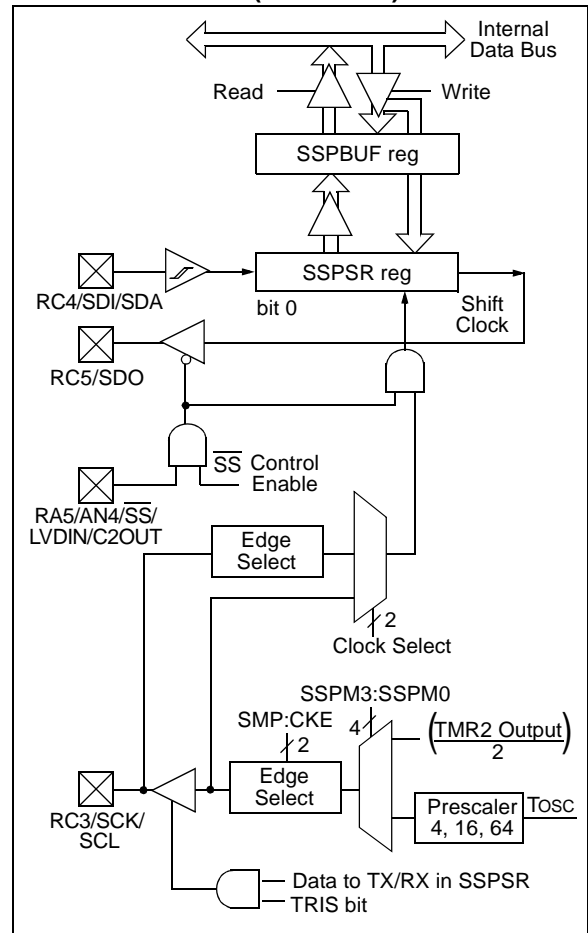 Internal
Data Bus
Read
Write
SSPBUF reg
SSPSR reg
RC4/SDI/SDA
bit 0
Shift
Clock
RC5/SDO
SS Control
Enable
RA5/AN4/SS/
LVDIN/C2OUT
Edge
Select
2
Clock Select
SSPM3:SSPM0
SMP:CKE
4
(TMR2 Output)
2
2
Edge
Select
Prescaler
4, 16, 64
TOSC
RC3/SCK/
SCL
Data to TX/RX in SSPSR
TRIS bit